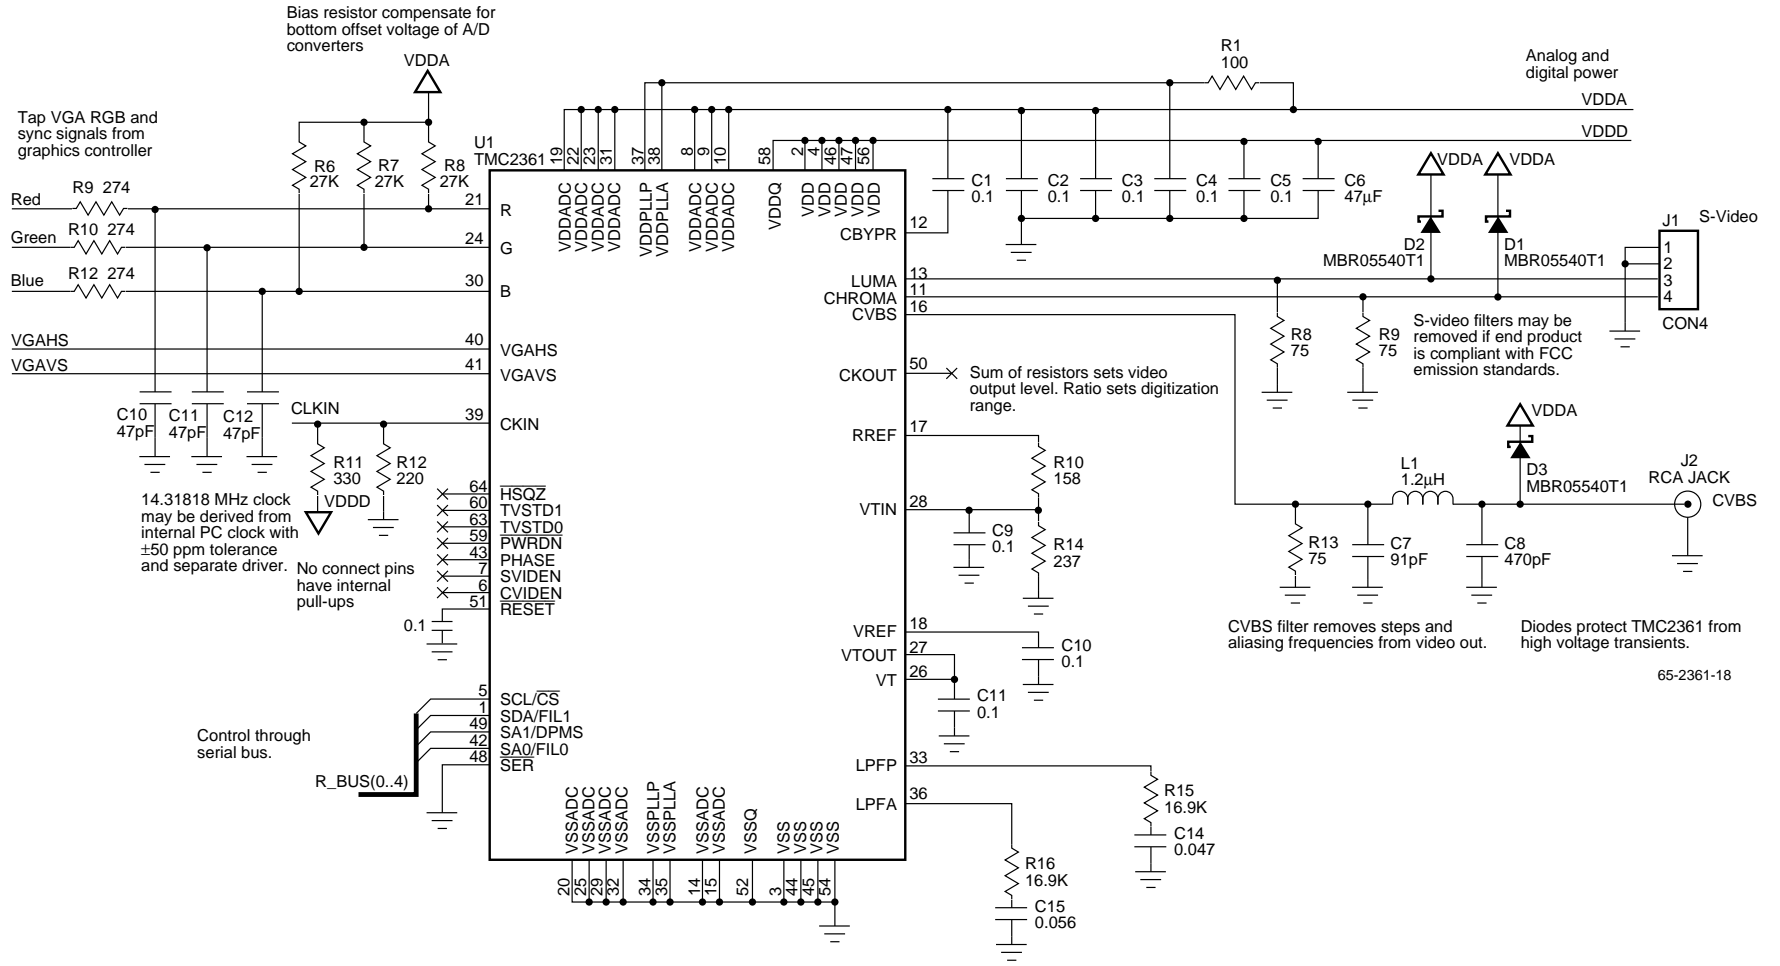 Bias resistor compensate for
bottom offset voltage of A/D
converters
VDDA
R1
100
Analog and
digital power
VDDA
VDDD
Tap VGA RGB and
sync signals from
graphics controller
R6
27K
R7
27K
R8
27K
U1
TMC2361
19
22
23
31
37
38
8
9
10
58
2
4
46
47
56
VDDADC
VDDADC
VDDADC
VDDADC
VDDPLLP
VDDPLLA
VDDADC
VDDADC
VDDADC
VDDQ
VDD
VDD
VDD
VDD
VDD
Red
R9 274
21
R
Green
R10 274
24
G
Blue
R12 274
30
B
VGAHS
40
VGAHS
VGAVS
41
VGAVS
C10
47pF
C11
47pF
C12
47pF
CLKIN
39
CKIN
R11
330
R12
220
VDDD
14.31818 MHz clock
may be derived from
internal PC clock with
±50 ppm tolerance
and separate driver.
No connect pins
have internal
pull-ups
64
HSQZ
60
TVSTD1
63
TVSTD0
59
PWRDN
43
PHASE
7
SVIDEN
6
CVIDEN
51
RESET
0.1
5
SCL/CS
1
SDA/FIL1
49
SA1/DPMS
42
SA0/FIL0
48
SER
Control through
serial bus.
R_BUS(0..4)
VSSADC
VSSADC
VSSADC
VSSADC
VSSPLLP
VSSPLLA
VSSADC
VSSADC
VSSQ
VSS
VSS
VSS
VSS
20
25
29
32
34
35
14
15
52
3
44
45
54
C1
0.1
C2
0.1
C3
0.1
C4
0.1
C5
0.1
C6
47µF
VDDA
VDDA
D2
MBR05540T1
D1
MBR05540T1
J1
S-Video
1
2
3
4
CON4
CBYPR
12
LUMA
13
CHROMA
11
CVBS
16
R8
75
R9
75
S-video filters may be
removed if end product
is compliant with FCC
emission standards.
CKOUT
50
Sum of resistors sets video
output level. Ratio sets digitization
range.
RREF
17
R10
158
VTIN
28
C9
0.1
R14
237
VDDA
D3
MBR05540T1
L1
1.2µH
J2
RCA JACK
CVBS
R13
75
C7
91pF
C8
470pF
CVBS filter removes steps and
aliasing frequencies from video out.
Diodes protect TMC2361 from
high voltage transients.
65-2361-18
VREF
18
C10
0.1
VTOUT
27
VT
26
C11
0.1
LPFP
33
R15
16.9K
C14
0.047
LPFA
36
R16
16.9K
C15
0.056